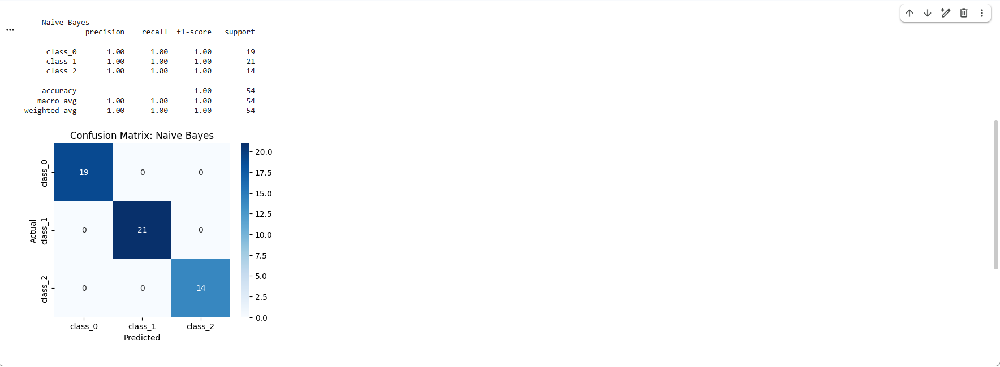 --- Naive Bayes ---
precision recall f1-score support
class_0 1.00 1.00 1.00 19
class_1 1.00 1.00 1.00 21
class_2 1.00 1.00 1.00 14
accuracy 1.00 54
macro avg 1.00 1.00 1.00 54
weighted avg 1.00 1.00 1.00 54
Confusion Matrix: Naive Bayes
Actual
class_0
19 0 0
class_1
0 21 0
class_2
0 0 14
class_0 class_1 class_2
Predicted
20.0
17.5
15.0
12.5
10.0
7.5
5.0
2.5
0.0